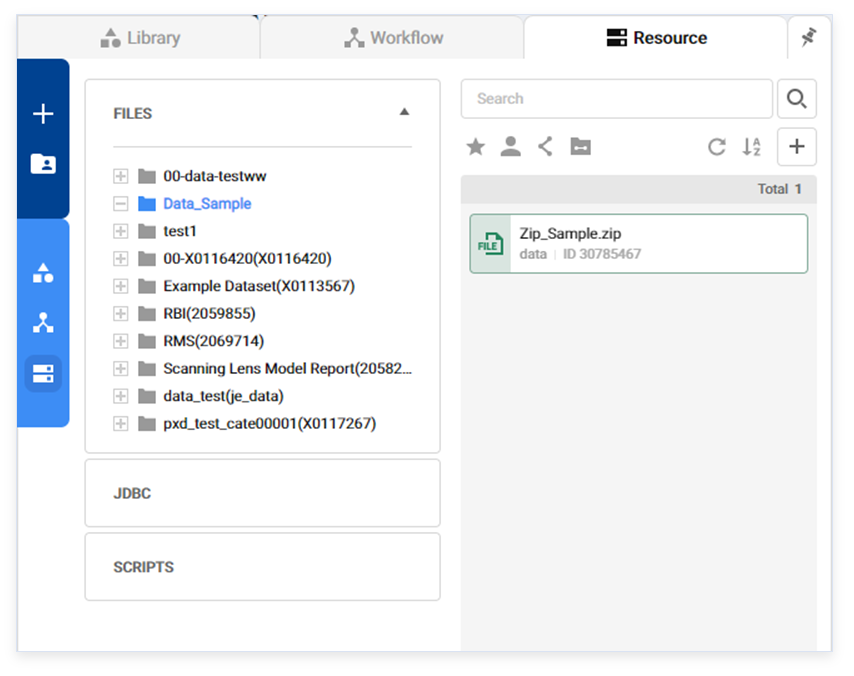 Library
Workflow
Resource
FILES
00-data-testww
Data_Sample
test1
00-X0116420(X0116420)
Example Dataset(X0113567)
RBI(2059855)
RMS(2069714)
Scanning Lens Model Report(20582...
data_test(je_data)
pxd_test_cate00001(X0117267)
JDBC
SCRIPTS
Search
A
Z
Total 1
FILE
Zip_Sample.zip
data | ID 30785467